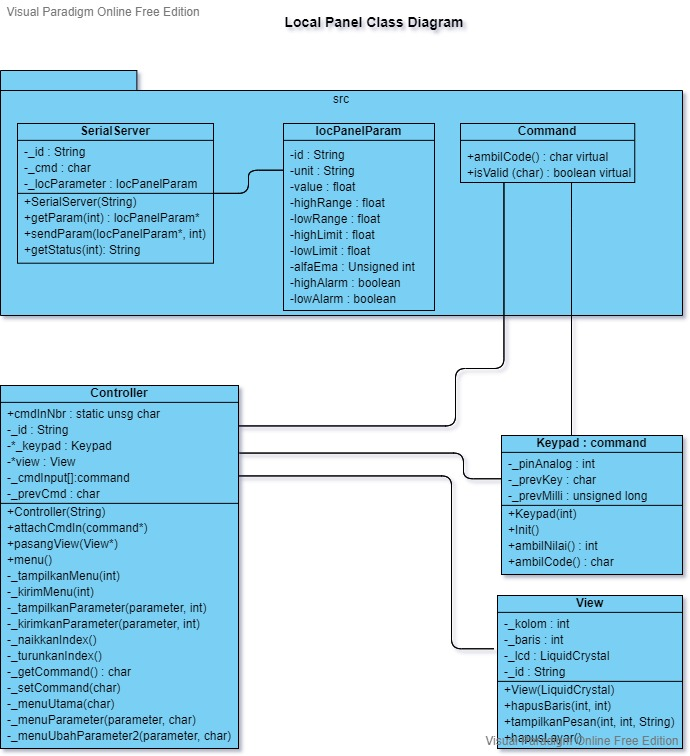 Visual Paradigm Online Free Edition
Local Panel Class Diagram
src
SerialServer
-_id : String
-_cmd : char
-_locParameter : locPanelParam
+SerialServer(String)
+getParam(int) : locPanelParam*
+sendParam(locPanelParam*, int)
+getStatus(int): String
locPanelParam
-id : String
-unit : String
-value : float
-highRange : float
-lowRange : float
-highLimit : float
-lowLimit : float
-alfaEma : Unsigned int
-highAlarm : boolean
-lowAlarm : boolean
Command
+ambilCode() : char virtual
+isValid (char) : boolean virtual
Controller
+cmdInNbr : static unsg char
-_id : String
-*_keypad : Keypad
-*view : View
-_cmdInput[]:command
-_prevCmd : char
+Controller(String)
+attachCmdIn(command*)
+pasangView(View*)
+menu()
-_tampilkanMenu(int)
-_kirimMenu(int)
-_tampilkanParameter(parameter, int)
-_kirimkanParameter(parameter, int)
-_naikkanIndex()
-_turunkanIndex()
-_getCommand() : char
-_setCommand(char)
-_menuUtama(char)
-_menuParameter(parameter, char)
-_menuUbahParameter2(parameter, char)
Keypad : command
-_pinAnalog : int
-_prevKey : char
-_prevMilli : unsigned long
+Keypad(int)
+Init()
+ambilNilai() : int
+ambilCode() : char
View
-_kolom : int
-_baris : int
-_lcd : LiquidCrystal
-_id : String
+View(LiquidCrystal)
+hapusBaris(int, int)
+tampilkanPesan(int, int, String)
+hapusLayar()
Visual Paradigm Online Free Edition